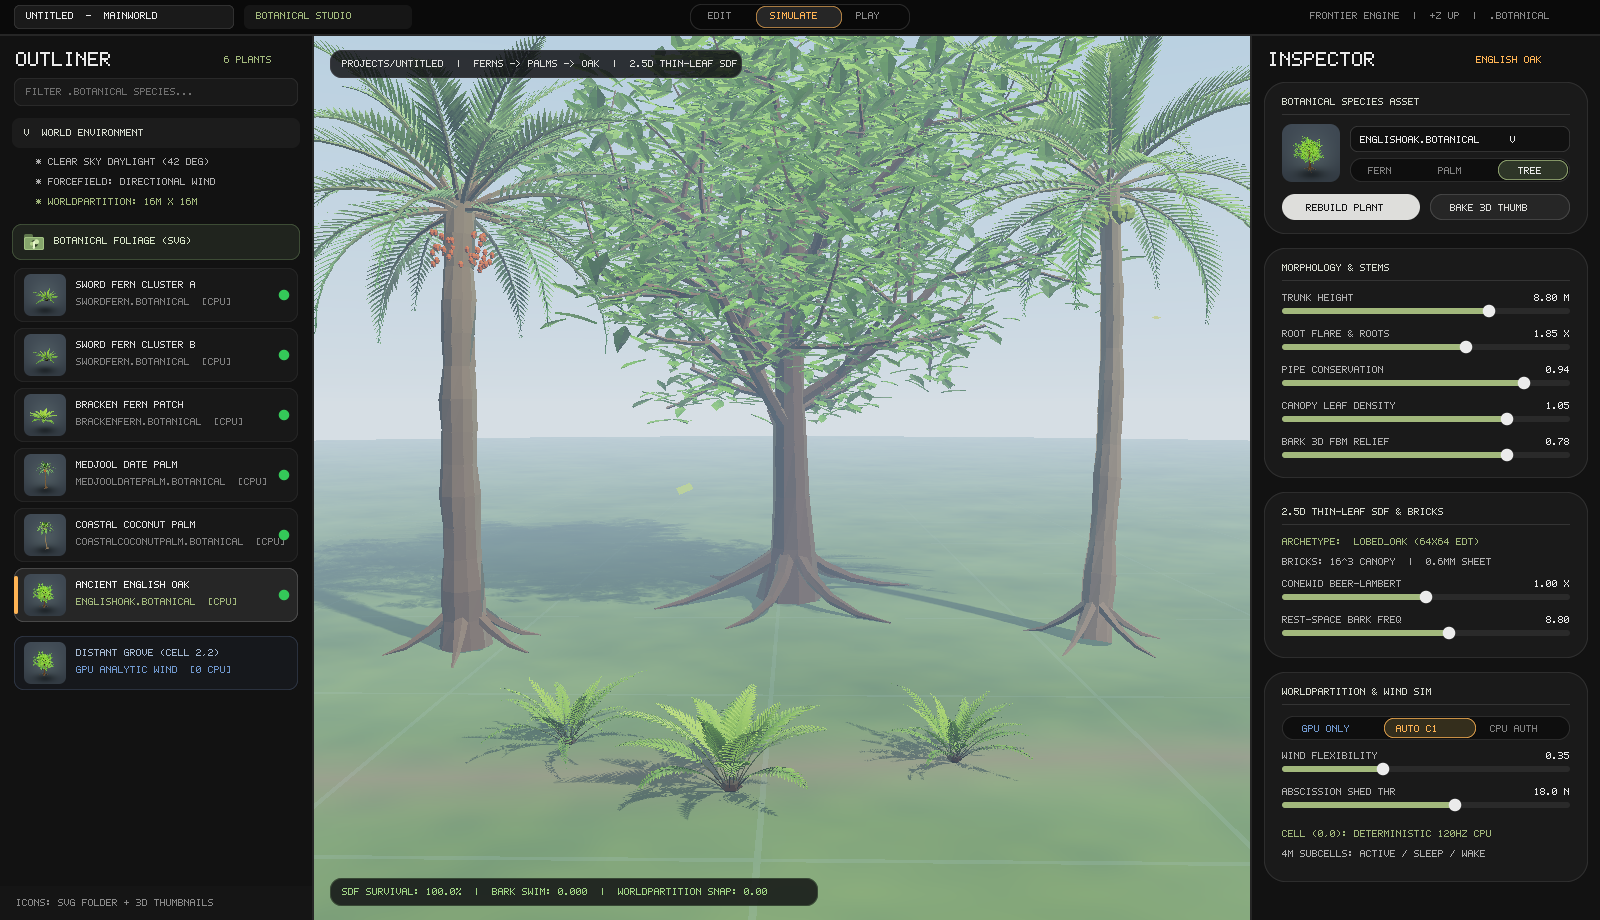 UNTITLED – MAINWORLD
BOTANICAL STUDIO
EDIT
SIMULATE
PLAY
FRONTIER ENGINE | +Z UP | .BOTANICAL
OUTLINER
6 PLANTS
FILTER .BOTANICAL SPECIES...
V WORLD ENVIRONMENT
* CLEAR SKY DAYLIGHT (42 DEG)
* FORCEFIELD: DIRECTIONAL WIND
* WORLDPARTITION: 16M X 16M
BOTANICAL FOLIAGE (SVG)
SWORD FERN CLUSTER A
SWORDFERN.BOTANICAL [CPU]
SWORD FERN CLUSTER B
SWORDFERN.BOTANICAL [CPU]
BRACKEN FERN PATCH
BRACKENFERN.BOTANICAL [CPU]
MEDJOOL DATE PALM
MEDJOOLDATEPALM.BOTANICAL [CPU]
COASTAL COCONUT PALM
COASTALCOCONUTPALM.BOTANICAL [CPU]
ANCIENT ENGLISH OAK
ENGLISHOAK.BOTANICAL [CPU]
DISTANT GROVE (CELL 2,2)
GPU ANALYTIC WIND [0 CPU]
ICONS: SVG FOLDER + 3D THUMBNAILS
PROJECTS/UNTITLED | FERNS -> PALMS -> OAK | 2.5D THIN-LEAF SDF
SDF SURVIVAL: 100.0% | BARK SWIM: 0.000 | WORLDPARTITION SNAP: 0.00
INSPECTOR
ENGLISH OAK
BOTANICAL SPECIES ASSET
ENGLISHOAK.BOTANICAL V
FERN
PALM
TREE
REBUILD PLANT
BAKE 3D THUMB
MORPHOLOGY & STEMS
TRUNK HEIGHT 8.80 M
ROOT FLARE & ROOTS 1.85 X
PIPE CONSERVATION 0.94
CANOPY LEAF DENSITY 1.05
BARK 3D FBM RELIEF 0.78
2.5D THIN-LEAF SDF & BRICKS
ARCHETYPE: LOBED_OAK (64X64 EDT)
BRICKS: 16^3 CANOPY | 0.6MM SHEET
CONEWID BEER-LAMBERT 1.00 X
REST-SPACE BARK FREQ 8.80
WORLDPARTITION & WIND SIM
GPU ONLY
AUTO C1
CPU AUTH
WIND FLEXIBILITY 0.35
ABSCISSION SHED THR 18.0 N
CELL (0,0): DETERMINISTIC 120HZ CPU
4M SUBCELLS: ACTIVE / SLEEP / WAKE